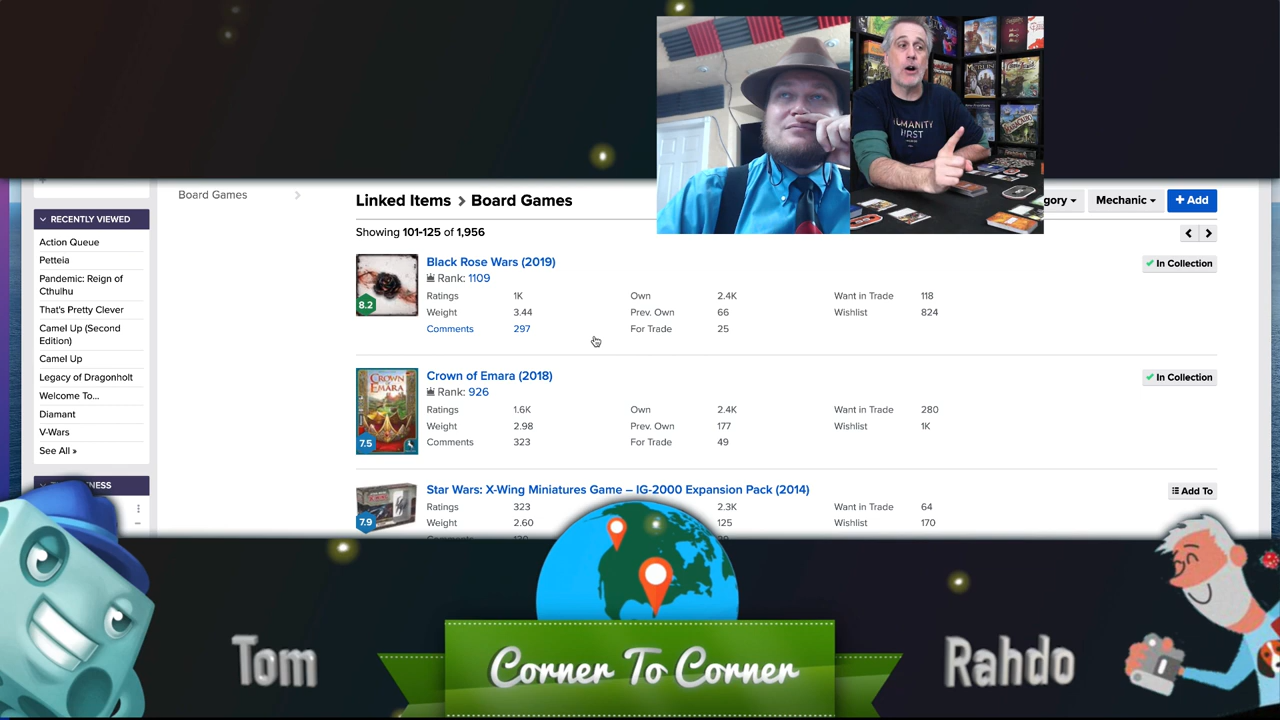 HUMANITY
FIRST
MERLIN
Board Games
Linked Items > Board Games
Mechanic
+ Add
Showing 101-125 of 1,956
RECENTLY VIEWED
Action Queue
Petteia
Pandemic: Reign of
Cthulhu
That's Pretty Clever
Camel Up (Second
Edition)
Camel Up
Legacy of Dragonholt
Welcome To...
Diamant
V-Wars
See All »
Black Rose Wars (2019)
Rank: 1109
In Collection
8.2
Ratings 1K Own 2.4K Want in Trade 118
Weight 3.44 Prev. Own 66 Wishlist 824
Comments 297 For Trade 25
Crown of Emara (2018)
Rank: 926
In Collection
CROWN
OF
EMARA
7.5
Ratings 1.6K Own 2.4K Want in Trade 280
Weight 2.98 Prev. Own 177 Wishlist 1K
Comments 323 For Trade 49
Star Wars: X-Wing Miniatures Game – IG-2000 Expansion Pack (2014)
Add To
7.9
Ratings 323 2.3K Want in Trade 64
Weight 2.60 125 Wishlist 170
Tom
Corner To Corner
Rahdo